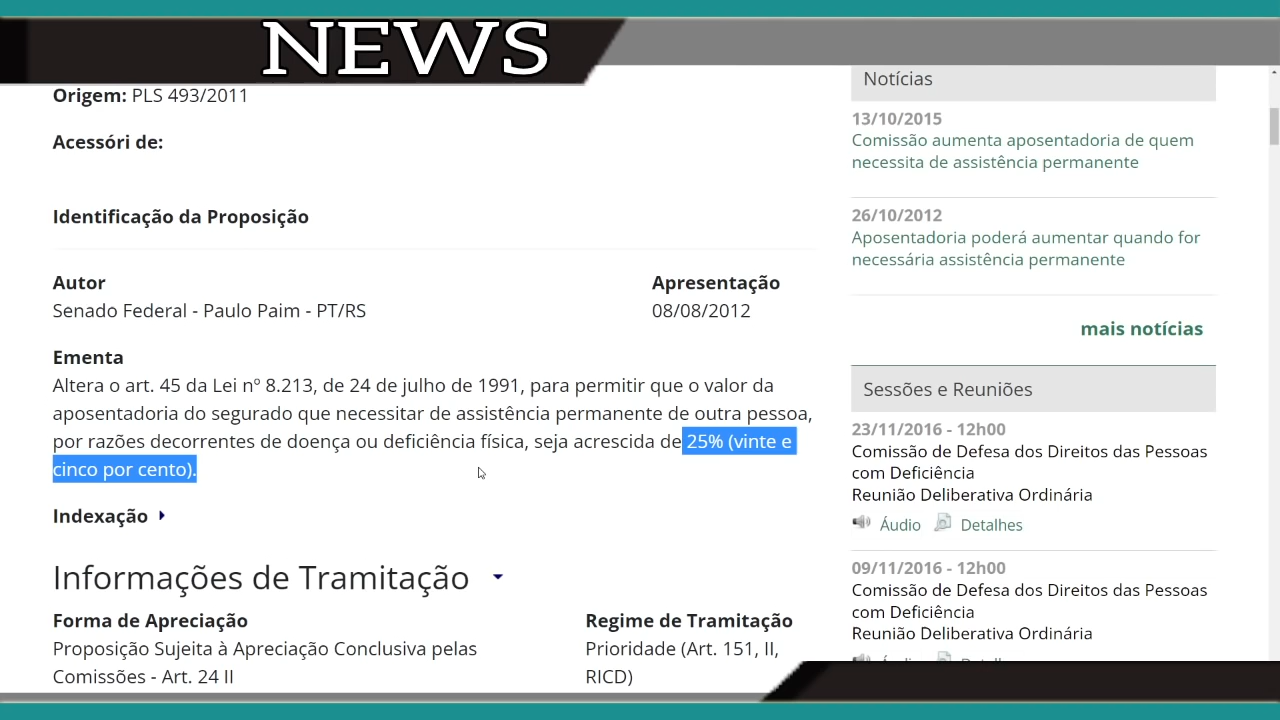 NEWS
Origem: PLS 493/2011
Acessóri de:
Identificação da Proposição
Autor
Senado Federal - Paulo Paim - PT/RS
Apresentação
08/08/2012
Ementa
Altera o art. 45 da Lei nº 8.213, de 24 de julho de 1991, para permitir que o valor da
aposentadoria do segurado que necessitar de assistência permanente de outra pessoa,
por razões decorrentes de doença ou deficiência física, seja acrescida de 25% (vinte e
cinco por cento).
Indexação
Informações de Tramitação
Forma de Apreciação
Proposição Sujeita à Apreciação Conclusiva pelas
Comissões - Art. 24 II
Regime de Tramitação
Prioridade (Art. 151, II,
RICD)
Notícias
13/10/2015
Comissão aumenta aposentadoria de quem
necessita de assistência permanente
26/10/2012
Aposentadoria poderá aumentar quando for
necessária assistência permanente
mais notícias
Sessões e Reuniões
23/11/2016 - 12h00
Comissão de Defesa dos Direitos das Pessoas
com Deficiência
Reunião Deliberativa Ordinária
Áudio Detalhes
09/11/2016 - 12h00
Comissão de Defesa dos Direitos das Pessoas
com Deficiência
Reunião Deliberativa Ordinária